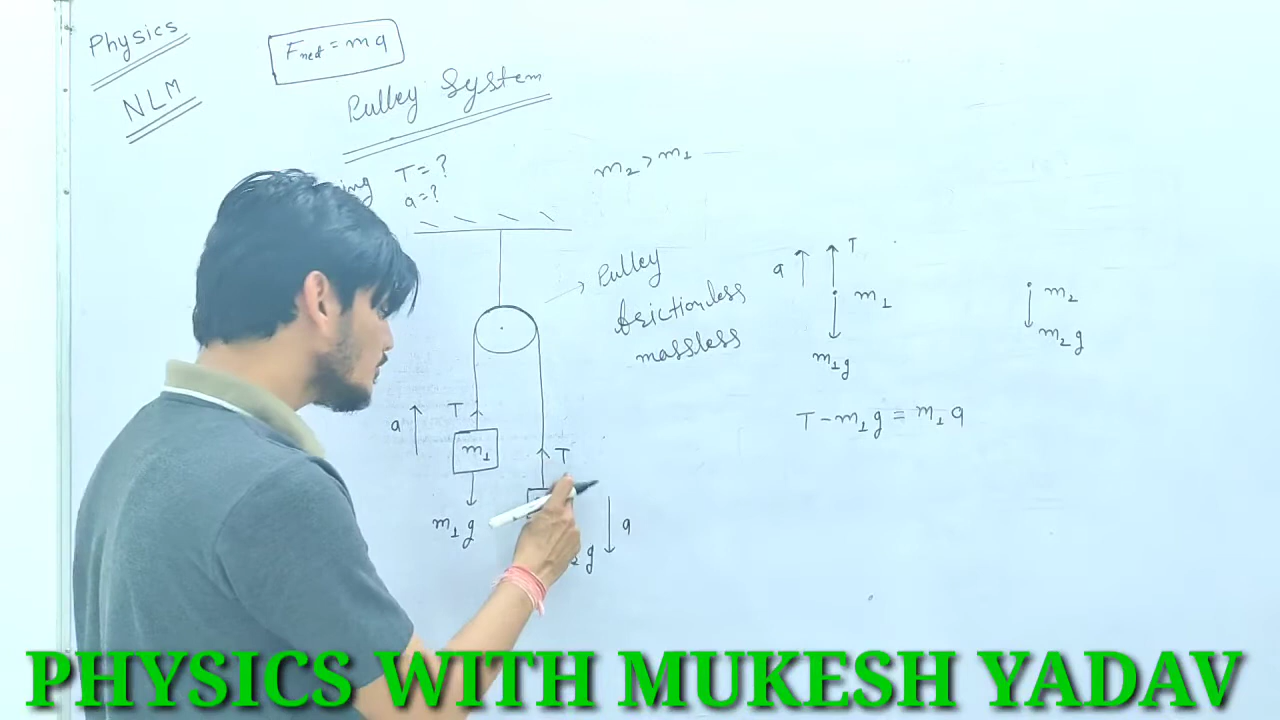 Physics
NLM
Fnet = ma
Pulley System
T = ?
a = ?
m₂ > m₁
Pulley
frictionless
massless
a
T
m₁
m₁g
m₂
m₂g
T - m₁g = m₁a
a
T
m₁
m₁g
T
a
PHYSICS WITH MUKESH YADAV